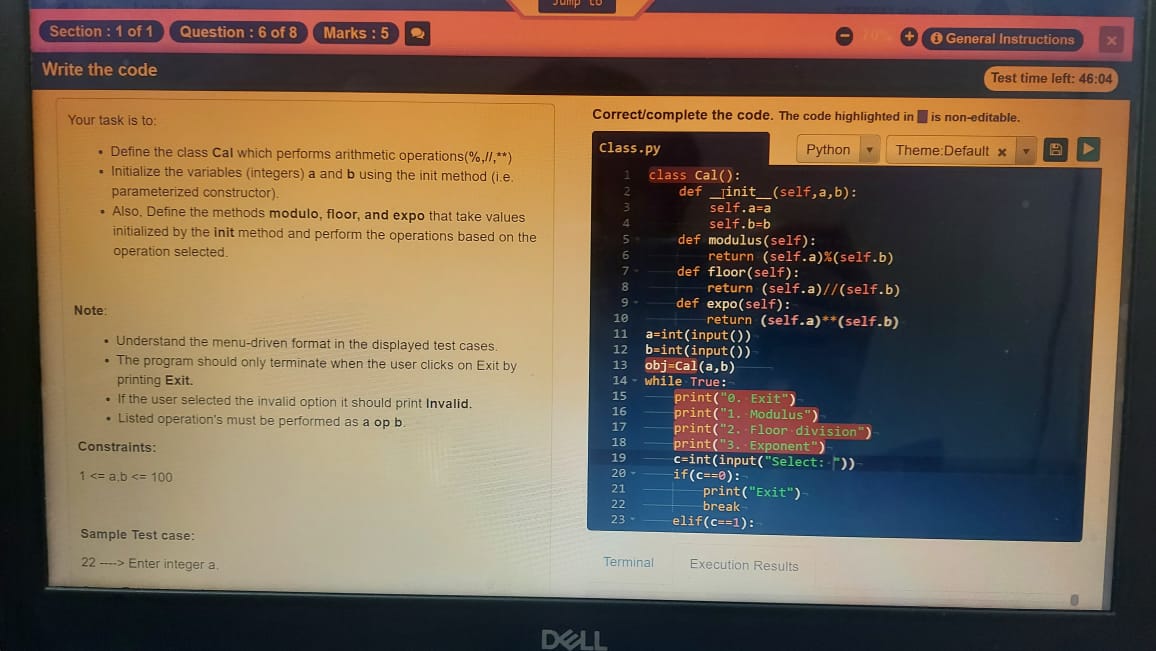 Jump to
Section : 1 of 1 Question : 6 of 8 Marks : 5
70% General Instructions
Write the code
Test time left: 46:04
Your task is to:
• Define the class Cal which performs arithmetic operations(%,//,**)
• Initialize the variables (integers) a and b using the init method (i.e.
parameterized constructor).
• Also, Define the methods modulo, floor, and expo that take values
initialized by the init method and perform the operations based on the
operation selected.
Note:
• Understand the menu-driven format in the displayed test cases.
• The program should only terminate when the user clicks on Exit by
printing Exit.
• If the user selected the invalid option it should print Invalid.
• Listed operation's must be performed as a op b.
Constraints:
1 <= a,b <= 100
Sample Test case:
22 ----> Enter integer a.
Correct/complete the code. The code highlighted in is non-editable.
Class.py
Python
Theme:Default ×
1 class Cal():
2 def __init__(self,a,b):
3 self.a=a
4 self.b=b
5 def modulus(self):
6 return (self.a)%(self.b)
7 def floor(self):
8 return (self.a)//(self.b)
9 def expo(self):
10 return (self.a)**(self.b)
11 a=int(input())
12 b=int(input())
13 obj=Cal(a,b)
14 while True:
15 print("0. Exit")
16 print("1. Modulus")
17 print("2. Floor division")
18 print("3. Exponent")
19 c=int(input("Select: "))
20 if(c==0):
21 print("Exit")
22 break
23 elif(c==1):
Terminal Execution Results
DELL